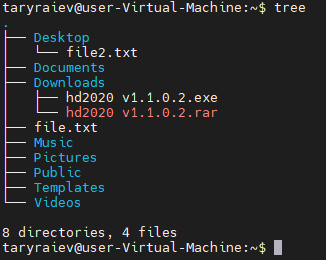 taryraiev@user-Virtual-Machine:~$ tree
.
├── Desktop
│   └── file2.txt
├── Documents
├── Downloads
│   ├── hd2020 v1.1.0.2.exe
│   └── hd2020 v1.1.0.2.rar
├── file.txt
├── Music
├── Pictures
├── Public
├── Templates
└── Videos

8 directories, 4 files
taryraiev@user-Virtual-Machine:~$